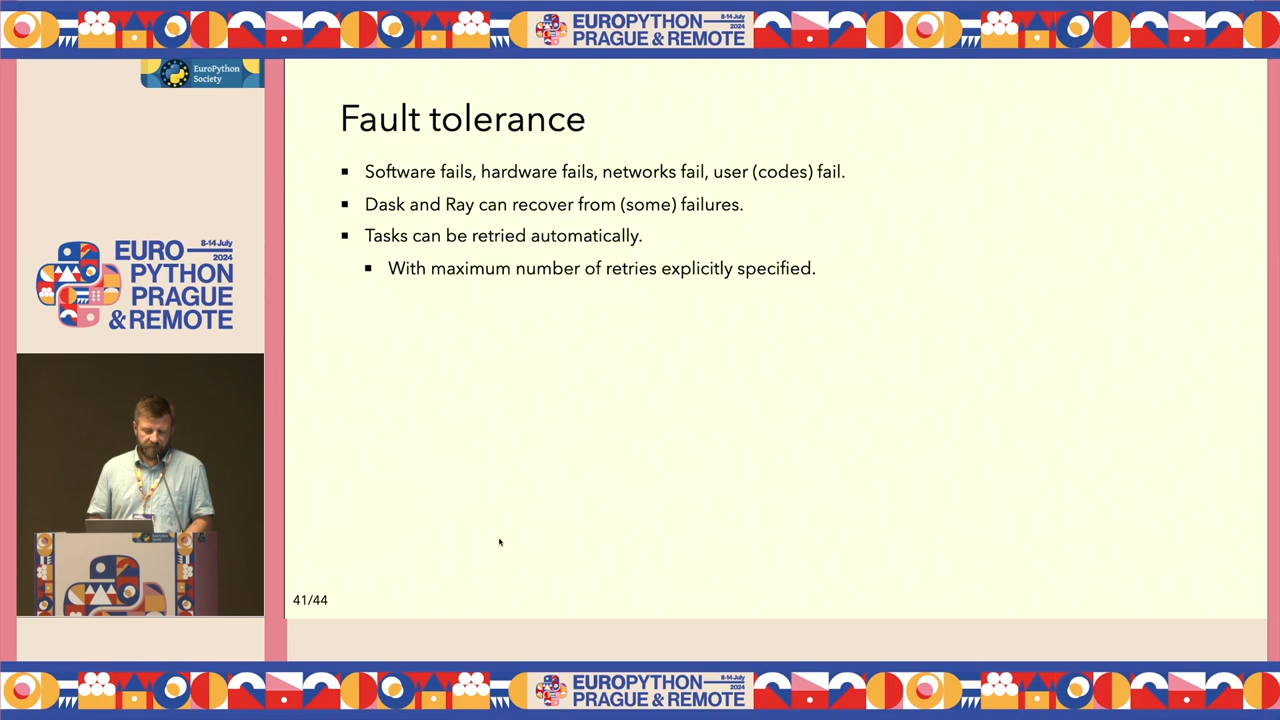 EUROPYTHON
PRAGUE & REMOTE
8-14 July
2024
EuroPython
Society
EURO
8-14 July
2024
PYTHON
PRAGUE
& REMOTE
Fault tolerance
Software fails, hardware fails, networks fail, user (codes) fail.
Dask and Ray can recover from (some) failures.
Tasks can be retried automatically.
With maximum number of retries explicitly specified.
41/44
EUROPYTHON
PRAGUE & REMOTE
8-14 July
2024